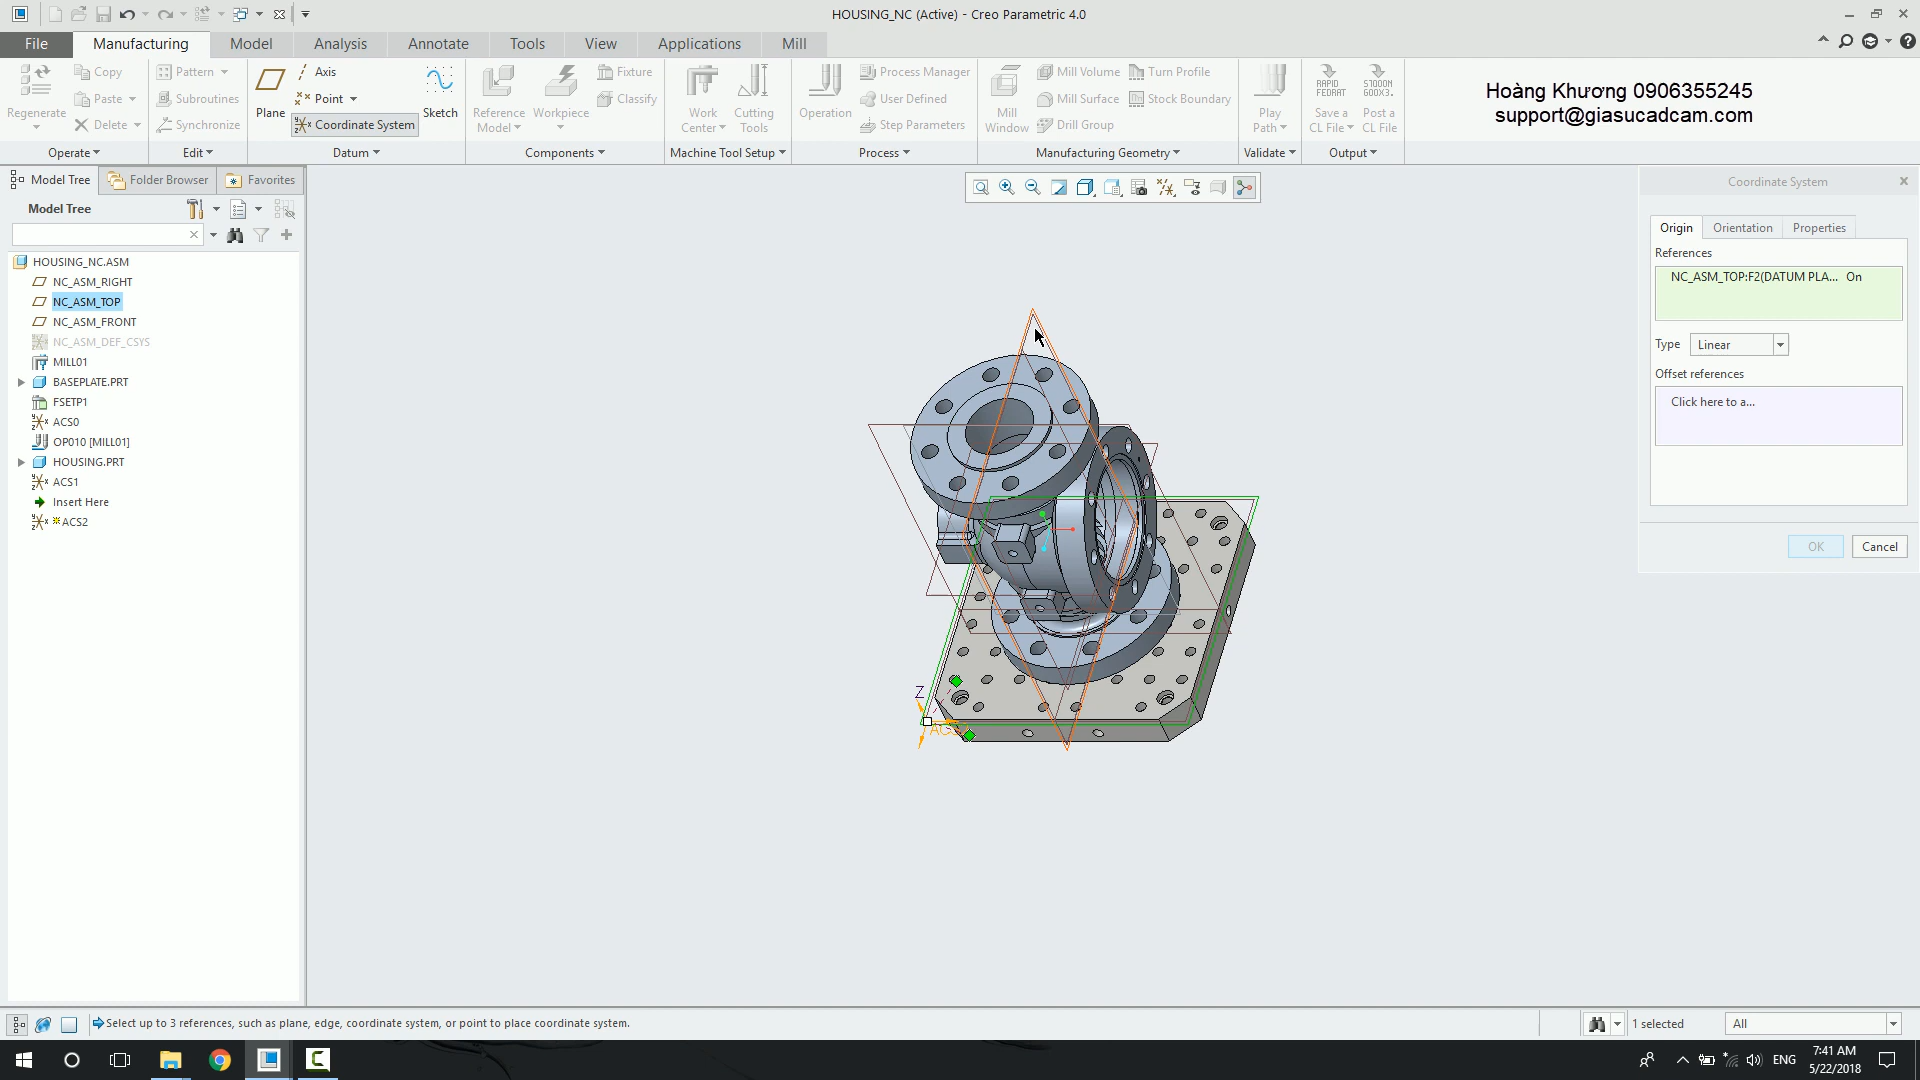 HOUSING_NC (Active) - Creo Parametric 4.0
File Manufacturing Model Analysis Annotate Tools View Applications Mill
Regenerate
Copy
Paste
Delete
Operate
Pattern
Subroutines
Synchronize
Edit
Plane
Axis
Point
Coordinate System
Sketch
Datum
Reference
Model
Workpiece
Fixture
Classify
Components
Work
Center
Cutting
Tools
Machine Tool Setup
Operation
Process Manager
User Defined
Step Parameters
Process
Mill
Window
Mill Volume
Mill Surface
Drill Group
Turn Profile
Stock Boundary
Manufacturing Geometry
Play
Path
Validate
RAPID
FEDRAT
Save a
CL File
Post a
CL File
Output
Hoàng Khương 0906355245
support@giasucadcam.com
Model Tree Folder Browser Favorites
Model Tree
HOUSING_NC.ASM
NC_ASM_RIGHT
NC_ASM_TOP
NC_ASM_FRONT
NC_ASM_DEF_CSYS
MILL01
BASEPLATE.PRT
FSETP1
ACS0
OP010 [MILL01]
HOUSING.PRT
ACS1
Insert Here
ACS2
Z
Coordinate System
Origin Orientation Properties
References
NC_ASM_TOP:F2(DATUM PLA... On
Type Linear
Offset references
Click here to a...
OK Cancel
Select up to 3 references, such as plane, edge, coordinate system, or point to place coordinate system.
1 selected
All
ENG
7:41 AM
5/22/2018